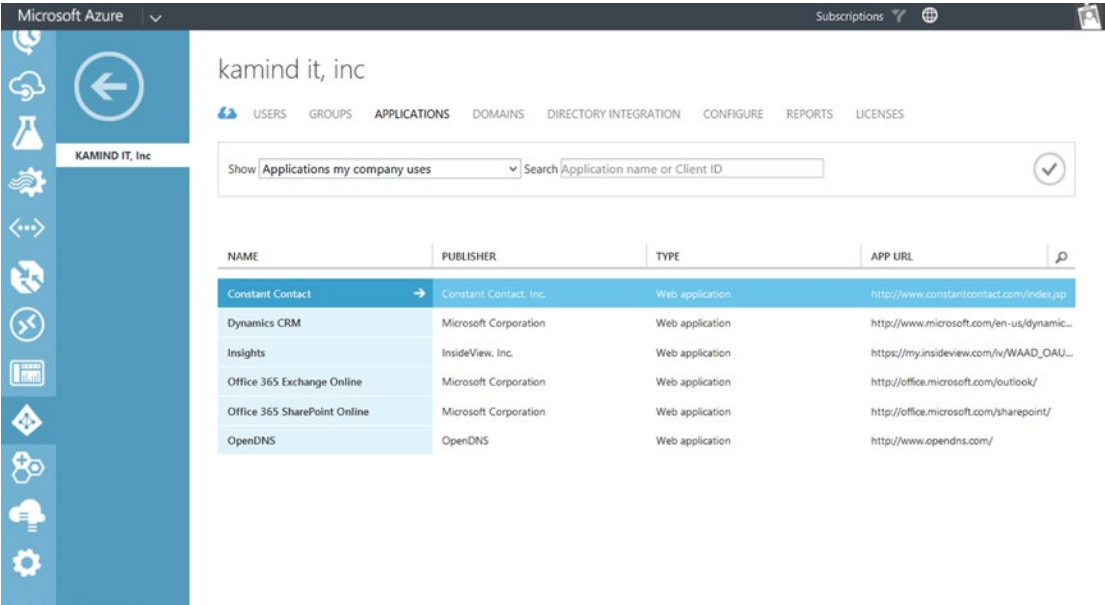 Microsoft Azure
Subscriptions
KAMIND IT, Inc
kamind it, inc
USERS GROUPS APPLICATIONS DOMAINS DIRECTORY INTEGRATION CONFIGURE REPORTS LICENSES
Show Applications my company uses Search Application name or Client ID
NAME PUBLISHER TYPE APP URL
Constant Contact Constant Contact, Inc. Web application http://www.constantcontact.com/index.jsp
Dynamics CRM Microsoft Corporation Web application http://www.microsoft.com/en-us/dynamic...
Insights InsideView, Inc. Web application https://my.insideview.com/iv/WAAD_OAU...
Office 365 Exchange Online Microsoft Corporation Web application http://office.microsoft.com/outlook/
Office 365 SharePoint Online Microsoft Corporation Web application http://office.microsoft.com/sharepoint/
OpenDNS OpenDNS Web application http://www.opendns.com/